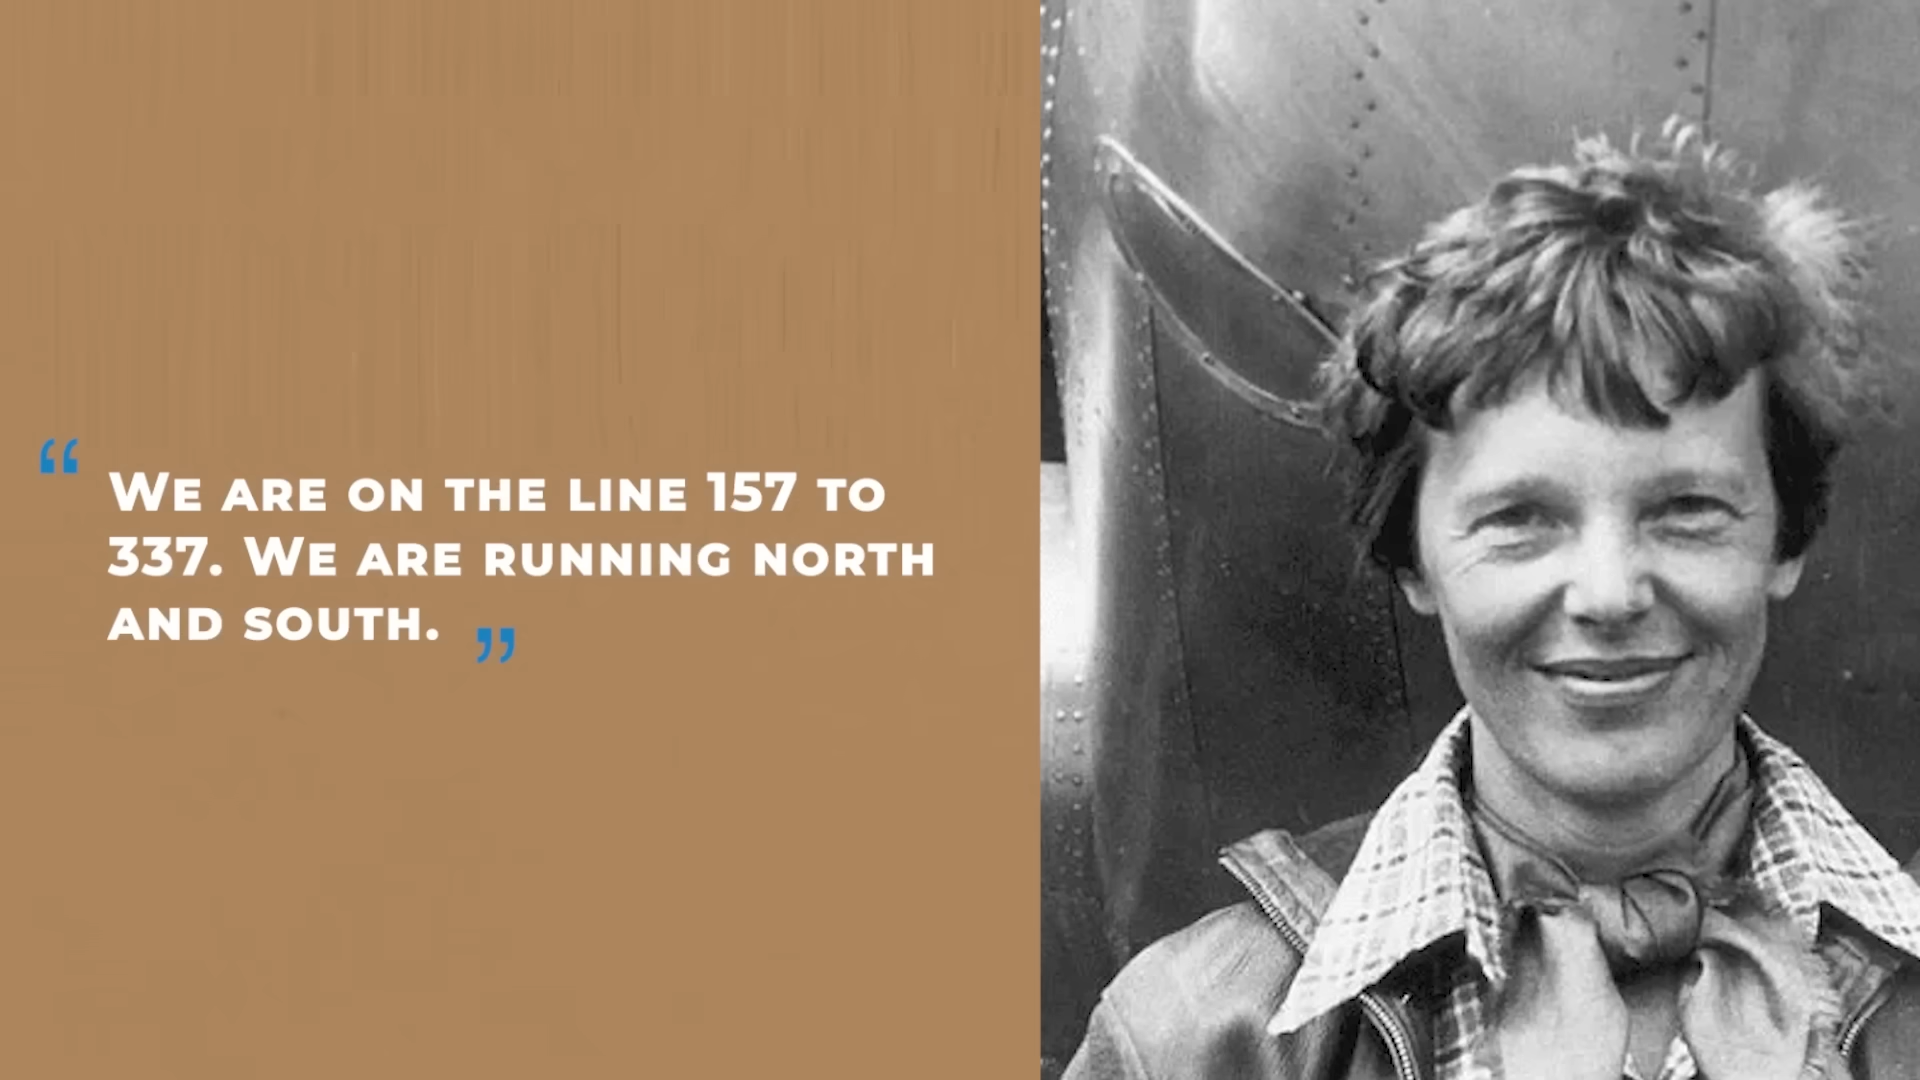 “We are on the line 157 to
337. We are running north
and south.”